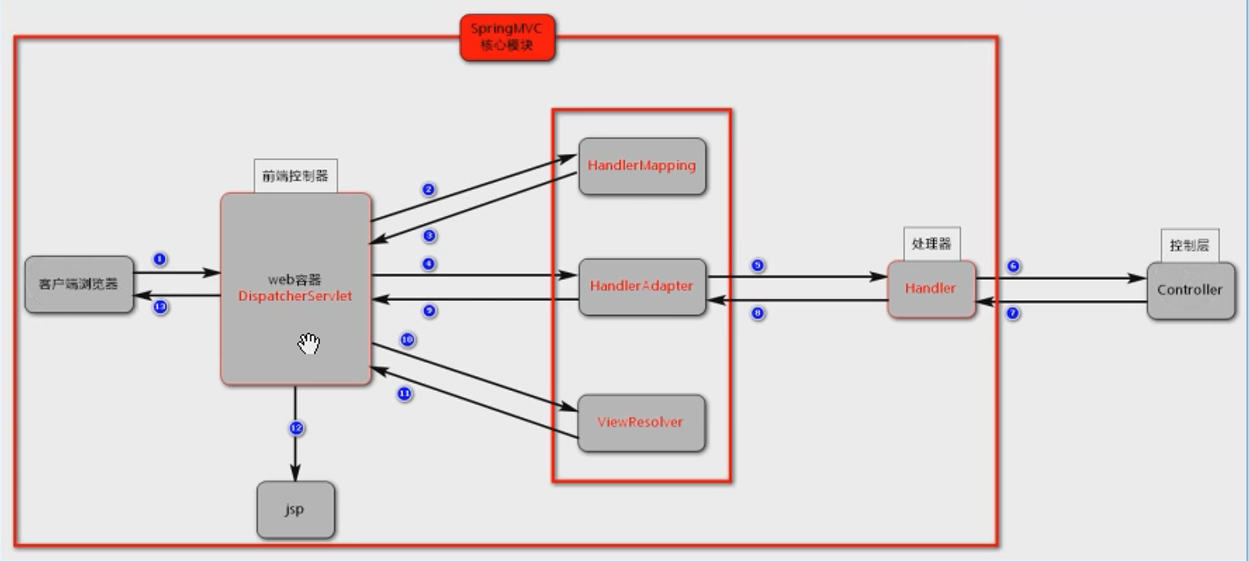 SpringMVC
核心模块
前端控制器
HandlerMapping
2
3
处理器
控制层
1
客户端浏览器
13
web容器
DispatcherServlet
4
9
HandlerAdapter
5
8
Handler
6
7
Controller
10
11
ViewResolver
12
jsp